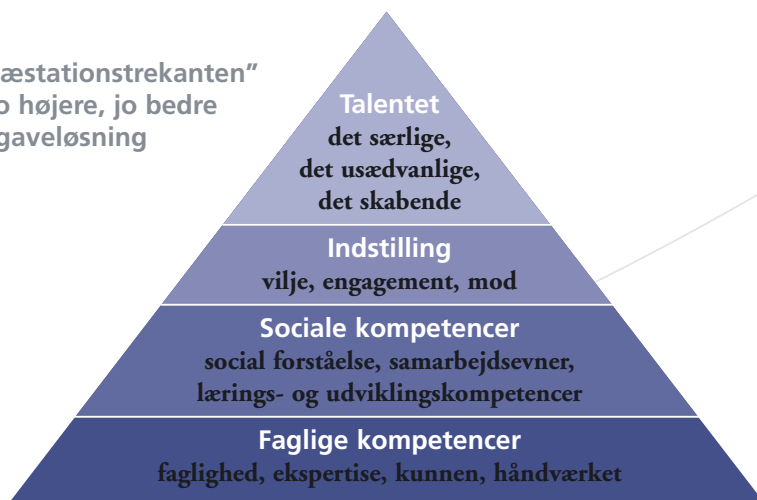 æstationstrekanten”
o højere, jo bedre
gaveløsning
Talentet
det særlige,
det usædvanlige,
det skabende
Indstilling
vilje, engagement, mod
Sociale kompetencer
social forståelse, samarbejdsevner,
lærings- og udviklingskompetencer
Faglige kompetencer
faglighed, ekspertise, kunnen, håndværket